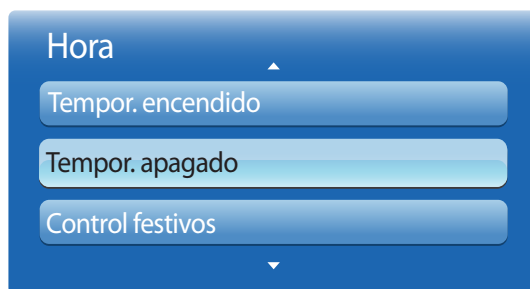 Hora
Tempor. encendido
Tempor. apagado
Control festivos